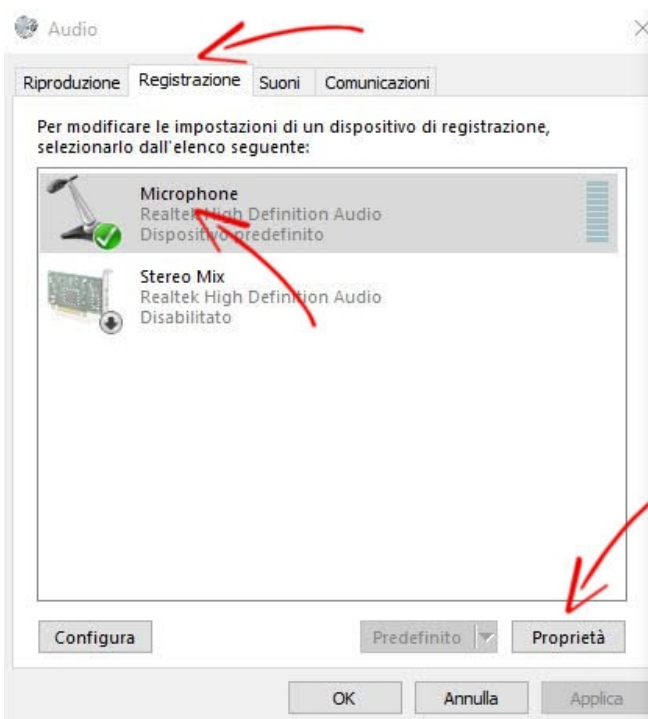 Audio
Riproduzione Registrazione Suoni Comunicazioni
Per modificare le impostazioni di un dispositivo di registrazione,
selezionarlo dall'elenco seguente:
Microphone
Realtek High Definition Audio
Dispositivo predefinito
Stereo Mix
Realtek High Definition Audio
Disabilitato
Configura Predefinito Proprietà
OK Annulla Applica